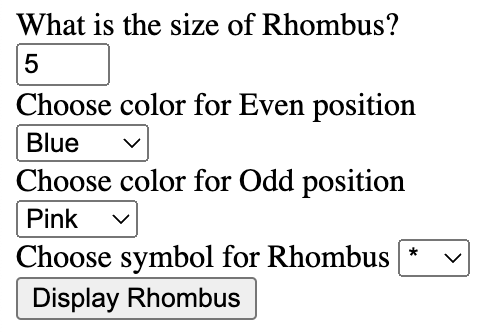 What is the size of Rhombus?
5
Choose color for Even position
Blue
Choose color for Odd position
Pink
Choose symbol for Rhombus *
Display Rhombus